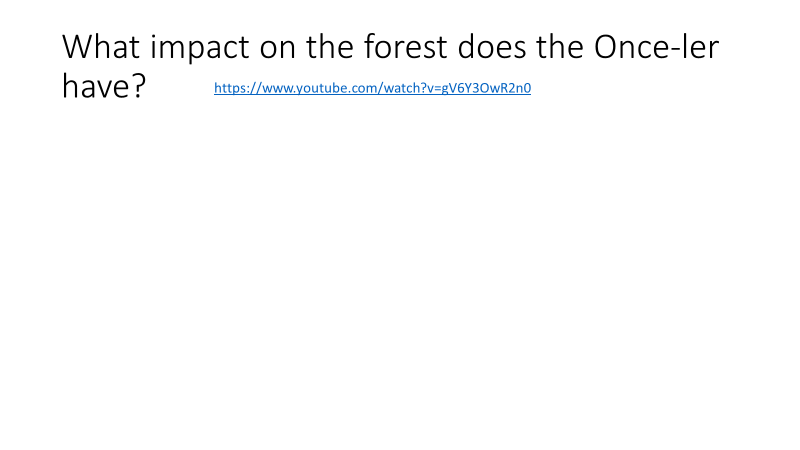 What impact on the forest does the Once-ler
have?
https://www.youtube.com/watch?v=gV6Y3OwR2n0